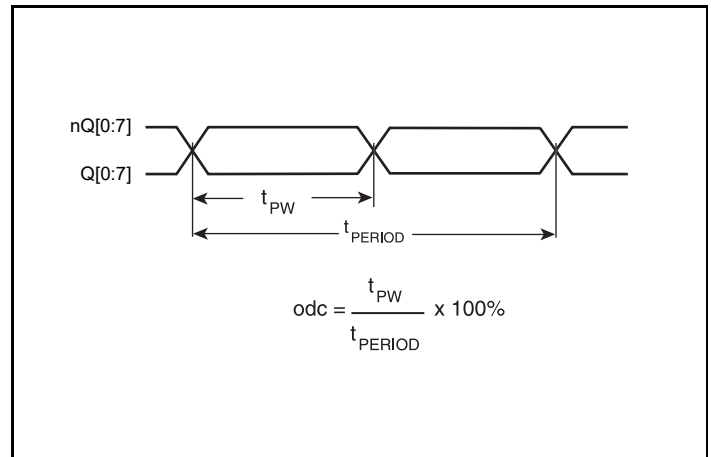 nQ[0:7]
Q[0:7]
tPW
tPERIOD
odc = tPW / tPERIOD x 100%